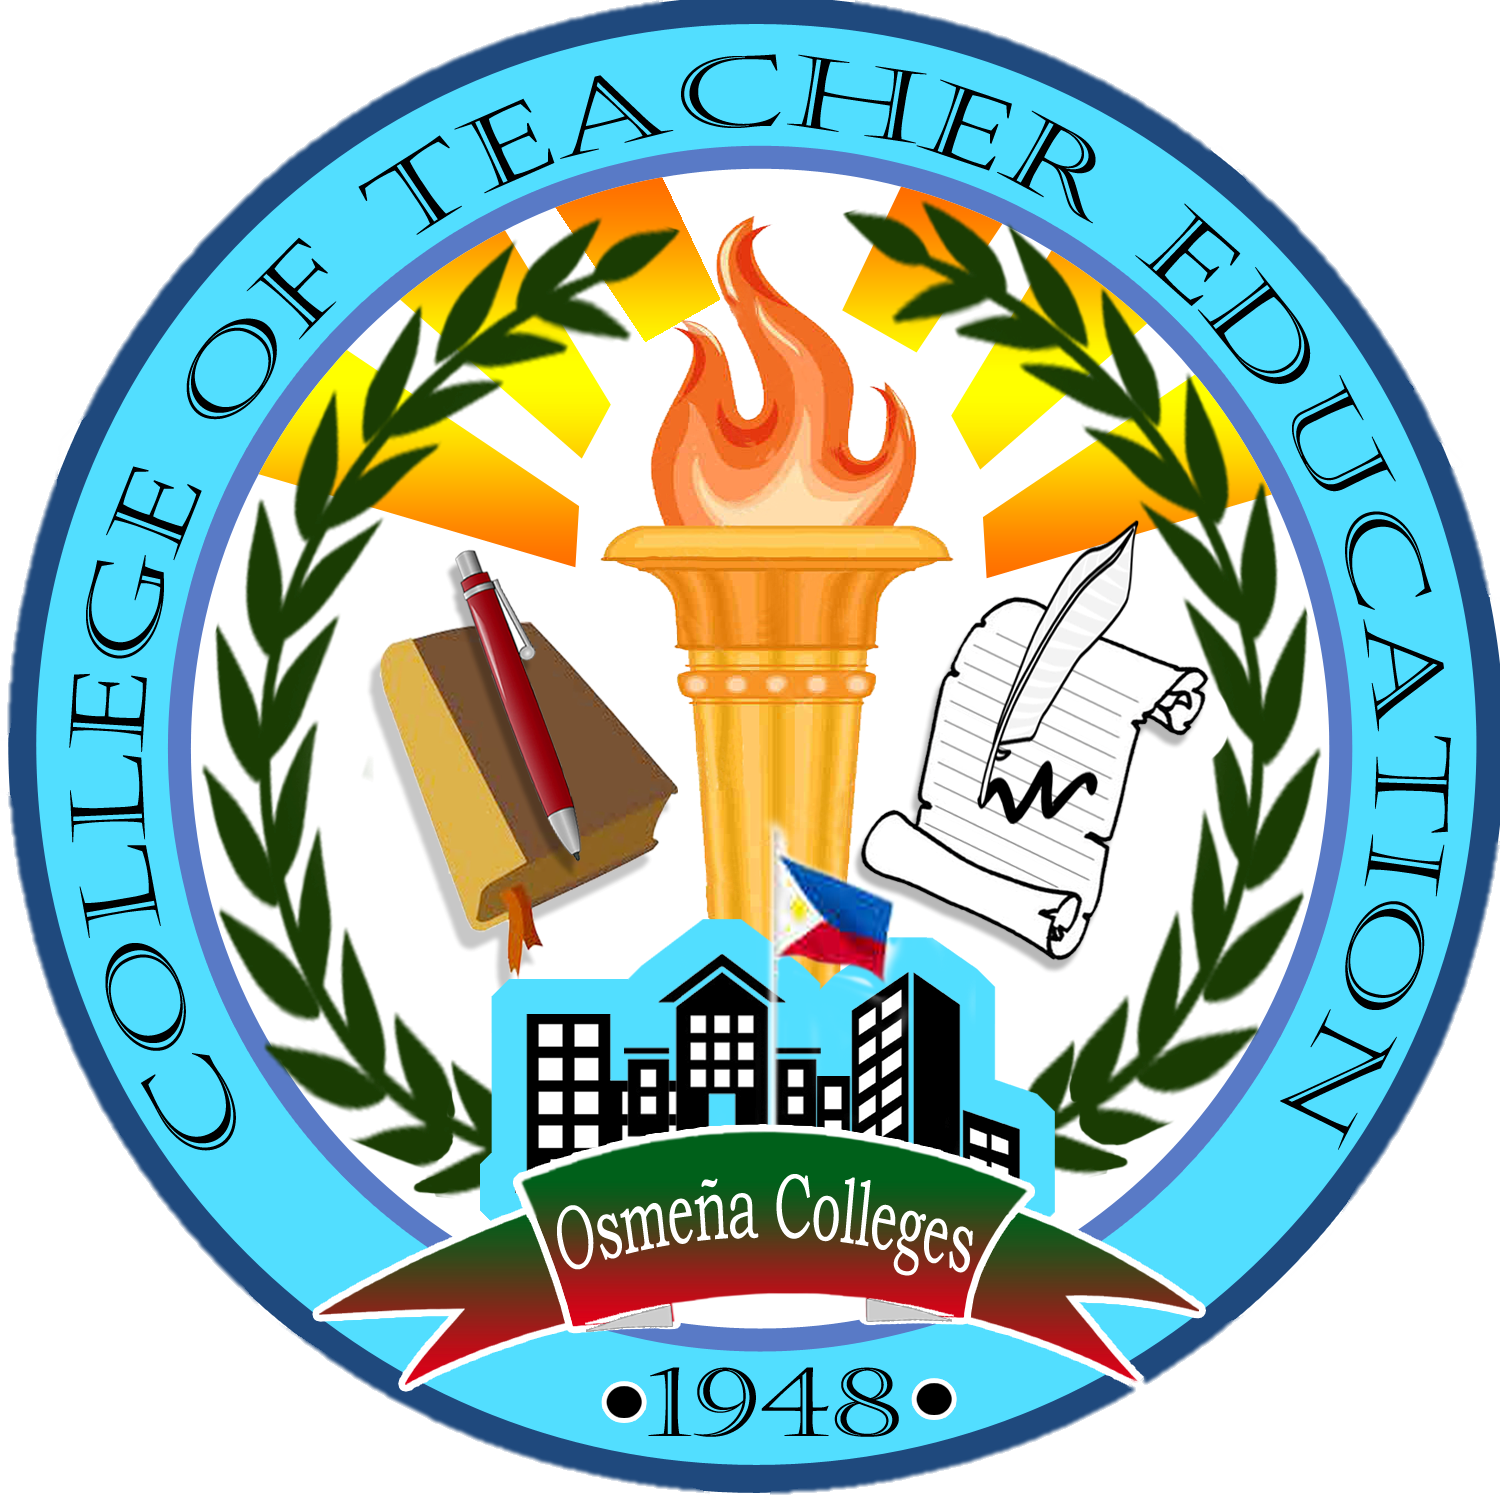 COLLEGE OF TEACHER EDUCATION
Osmeña Colleges
•1948•